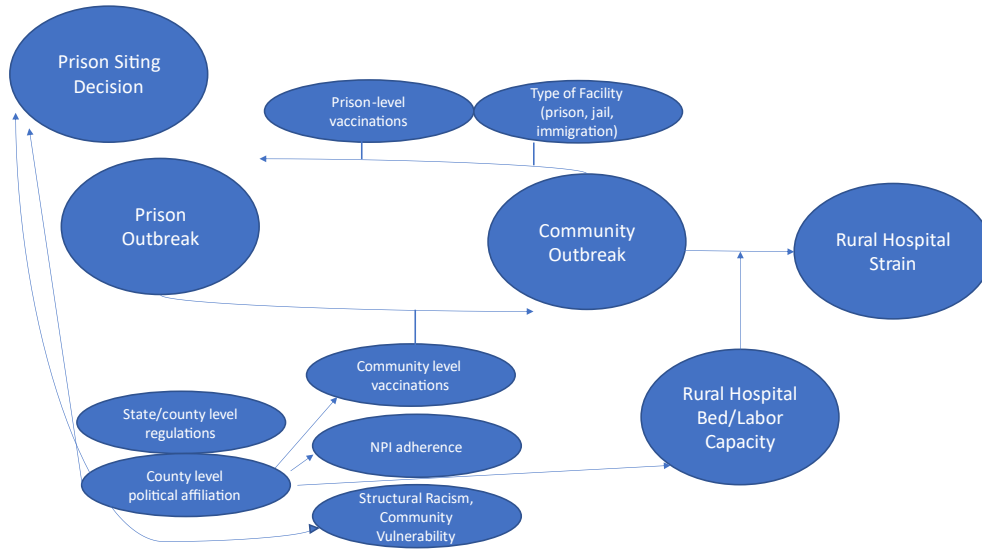 Prison Siting
Decision
Prison-level
vaccinations
Type of Facility
(prison, jail,
immigration)
Prison
Outbreak
Community
Outbreak
Rural Hospital
Strain
Community level
vaccinations
Rural Hospital
Bed/Labor
Capacity
State/county level
regulations
NPI adherence
County level
political affiliation
Structural Racism,
Community
Vulnerability